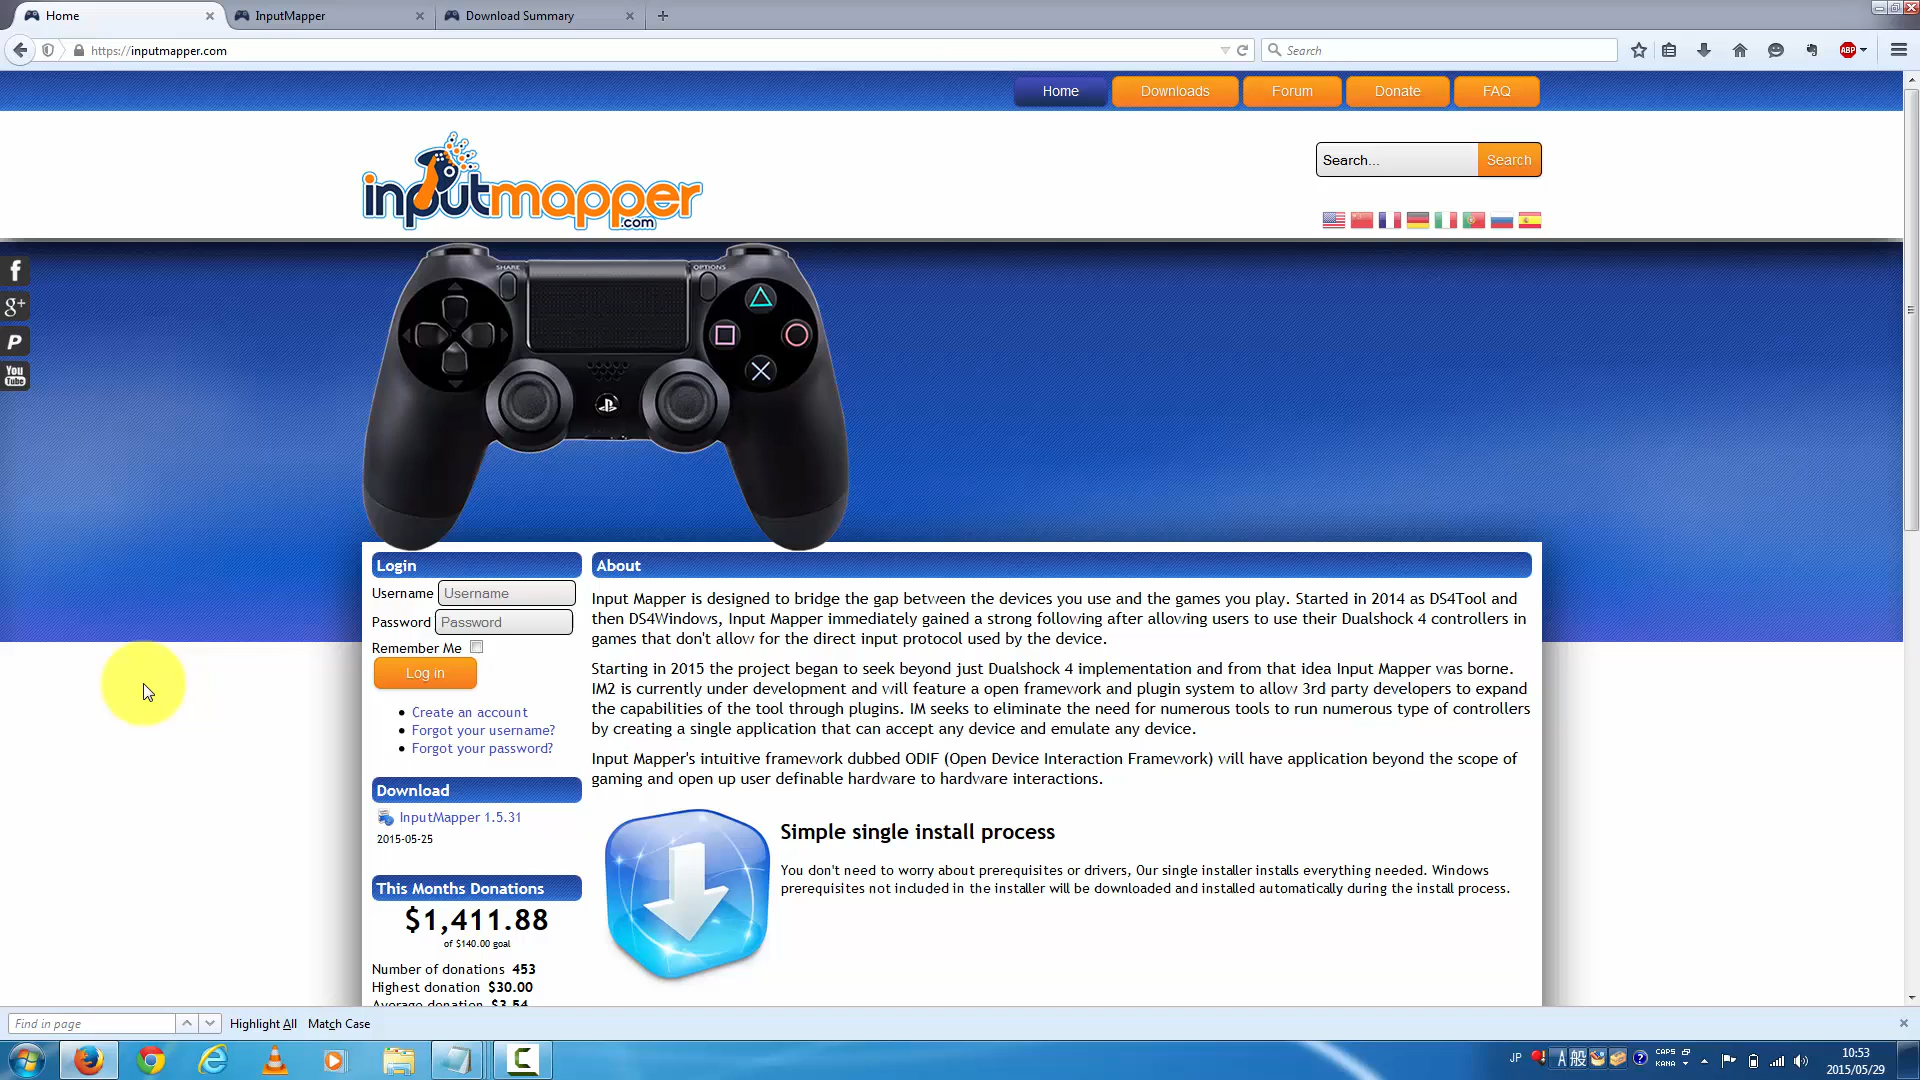 Home
InputMapper
Download Summary
https://inputmapper.com
Search
ABP
Home
Downloads
Forum
Donate
FAQ
inputmapper
.com
Search...
Search
f
g+
P
You
Tube
SHARE
OPTIONS
Login
Username
Username
Password
Password
Remember Me
Log in
Create an account
Forgot your username?
Forgot your password?
Download
InputMapper 1.5.31
2015-05-25
This Months Donations
$1,411.88
of $140.00 goal
Number of donations 453
Highest donation $30.00
Average donation $3.54
About
Input Mapper is designed to bridge the gap between the devices you use and the games you play. Started in 2014 as DS4Tool and
then DS4Windows, Input Mapper immediately gained a strong following after allowing users to use their Dualshock 4 controllers in
games that don't allow for the direct input protocol used by the device.
Starting in 2015 the project began to seek beyond just Dualshock 4 implementation and from that idea Input Mapper was borne.
IM2 is currently under development and will feature a open framework and plugin system to allow 3rd party developers to expand
the capabilities of the tool through plugins. IM seeks to eliminate the need for numerous tools to run numerous type of controllers
by creating a single application that can accept any device and emulate any device.
Input Mapper's intuitive framework dubbed ODIF (Open Device Interaction Framework) will have application beyond the scope of
gaming and open up user definable hardware to hardware interactions.
Simple single install process
You don't need to worry about prerequisites or drivers, Our single installer installs everything needed. Windows
prerequisites not included in the installer will be downloaded and installed automatically during the install process.
Find in page
Highlight All
Match Case
JP
A
般
CAPS
KANA
10:53
2015/05/29